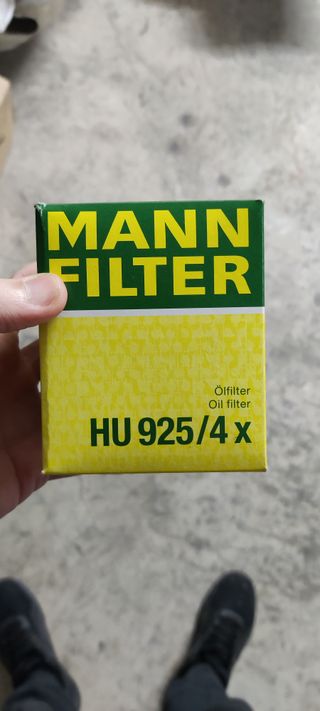 MANN
FILTER
Ölfilter
Oil filter
HU 925/4 x